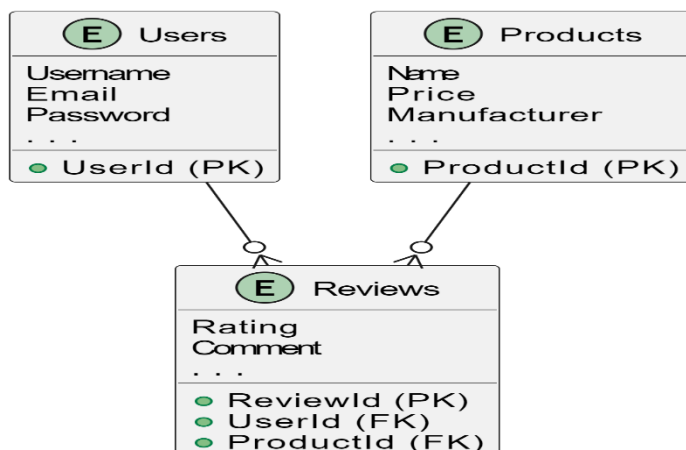 E Users
Username
Email
Password
. . .
UserId (PK)
E Products
Name
Price
Manufacturer
. . .
ProductId (PK)
E Reviews
Rating
Comment
. . .
ReviewId (PK)
UserId (FK)
ProductId (FK)